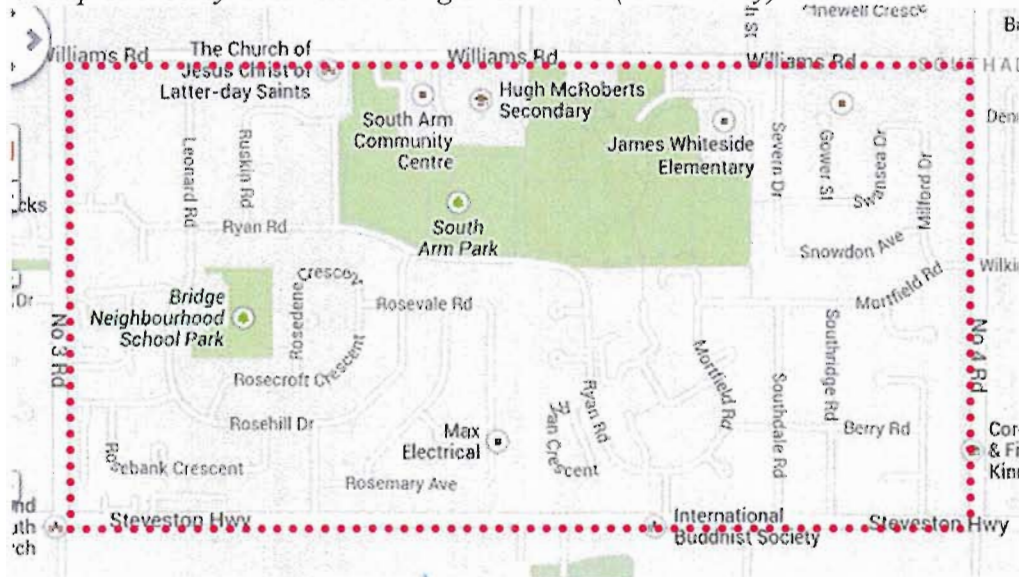 Williams Rd
Williams Rd
Williams Rd
The Church of
Jesus Christ of
Latter-day Saints
South Arm
Community
Centre
Hugh McRoberts
Secondary
James Whiteside
Elementary
Leonard Rd
Ruskin Rd
Ryan Rd
South
Arm Park
Severn Dr
Gower St
Swansea Dr
Milford Dr
Snowdon Ave
Mortfield Rd
Bridge
Neighbourhood
School Park
Rosedene Crescent
Rosevale Rd
Rosecroft Crescent
Rosehill Dr
No 3 Rd
No 4 Rd
Mortfield Rd
Southridge Rd
Southdale Rd
Berry Rd
Ryan Rd
Ryan Crescent
Max
Electrical
Rosebank Crescent
Rosemary Ave
Steveston Hwy
International
Buddhist Society
Steveston Hwy